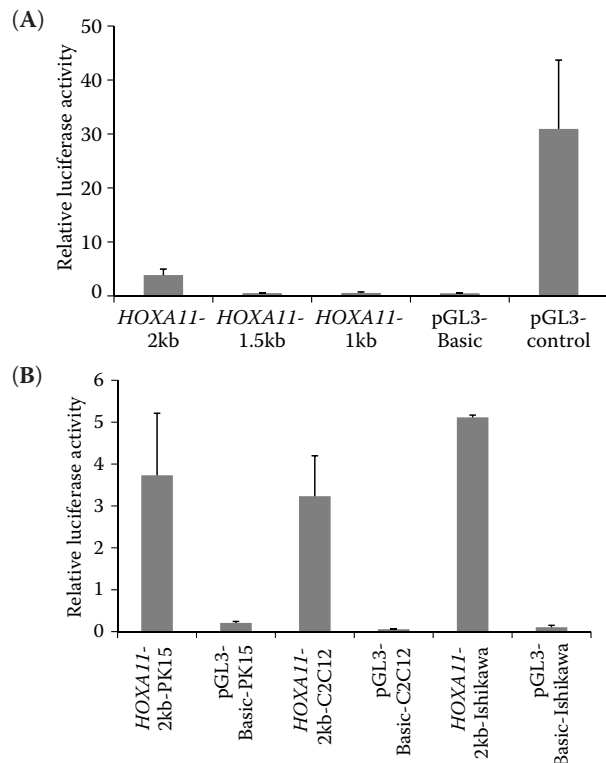 (A)
Relative luciferase activity
50
40
30
20
10
0
HOXA11-
2kb
HOXA11-
1.5kb
HOXA11-
1kb
pGL3-
Basic
pGL3-
control
(B)
Relative luciferase activity
6
5
4
3
2
1
0
HOXA11-
2kb-PK15
pGL3-
Basic-PK15
HOXA11-
2kb-C2C12
pGL3-
Basic-C2C12
HOXA11-
2kb-Ishikawa
pGL3-
Basic-Ishikawa